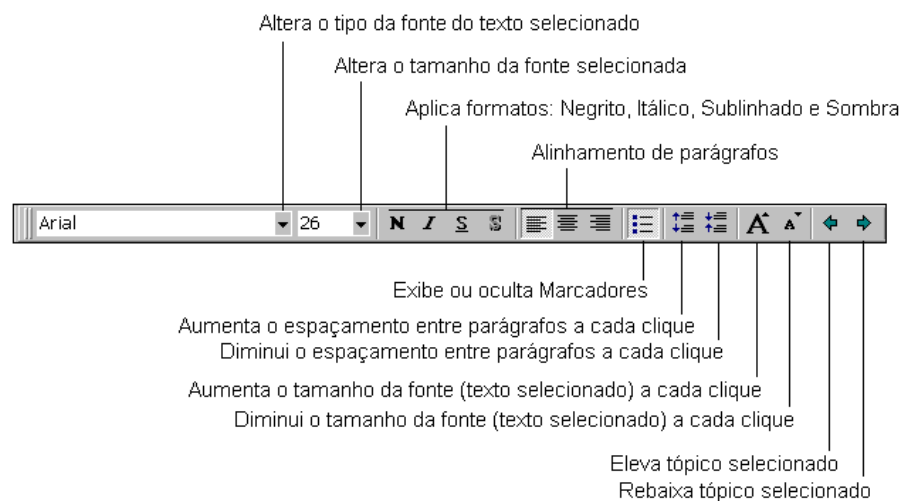 Altera o tipo da fonte do texto selecionado
Altera o tamanho da fonte selecionada
Aplica formatos: Negrito, Itálico, Sublinhado e Sombra
Alinhamento de parágrafos
Arial 26 N I S S A A
Exibe ou oculta Marcadores
Aumenta o espaçamento entre parágrafos a cada clique
Diminui o espaçamento entre parágrafos a cada clique
Aumenta o tamanho da fonte (texto selecionado) a cada clique
Diminui o tamanho da fonte (texto selecionado) a cada clique
Eleva tópico selecionado
Rebaixa tópico selecionado